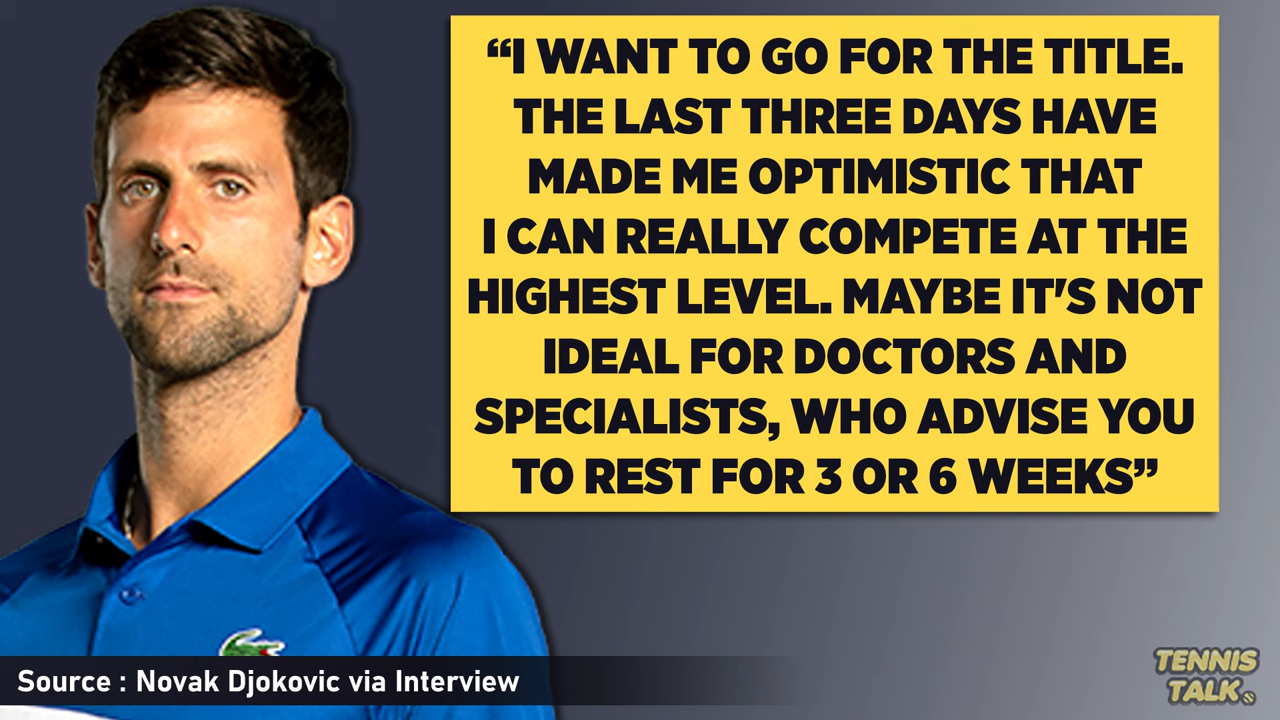 “I WANT TO GO FOR THE TITLE.
THE LAST THREE DAYS HAVE
MADE ME OPTIMISTIC THAT
I CAN REALLY COMPETE AT THE
HIGHEST LEVEL. MAYBE IT'S NOT
IDEAL FOR DOCTORS AND
SPECIALISTS, WHO ADVISE YOU
TO REST FOR 3 OR 6 WEEKS”
Source : Novak Djokovic via Interview
TENNIS
TALK